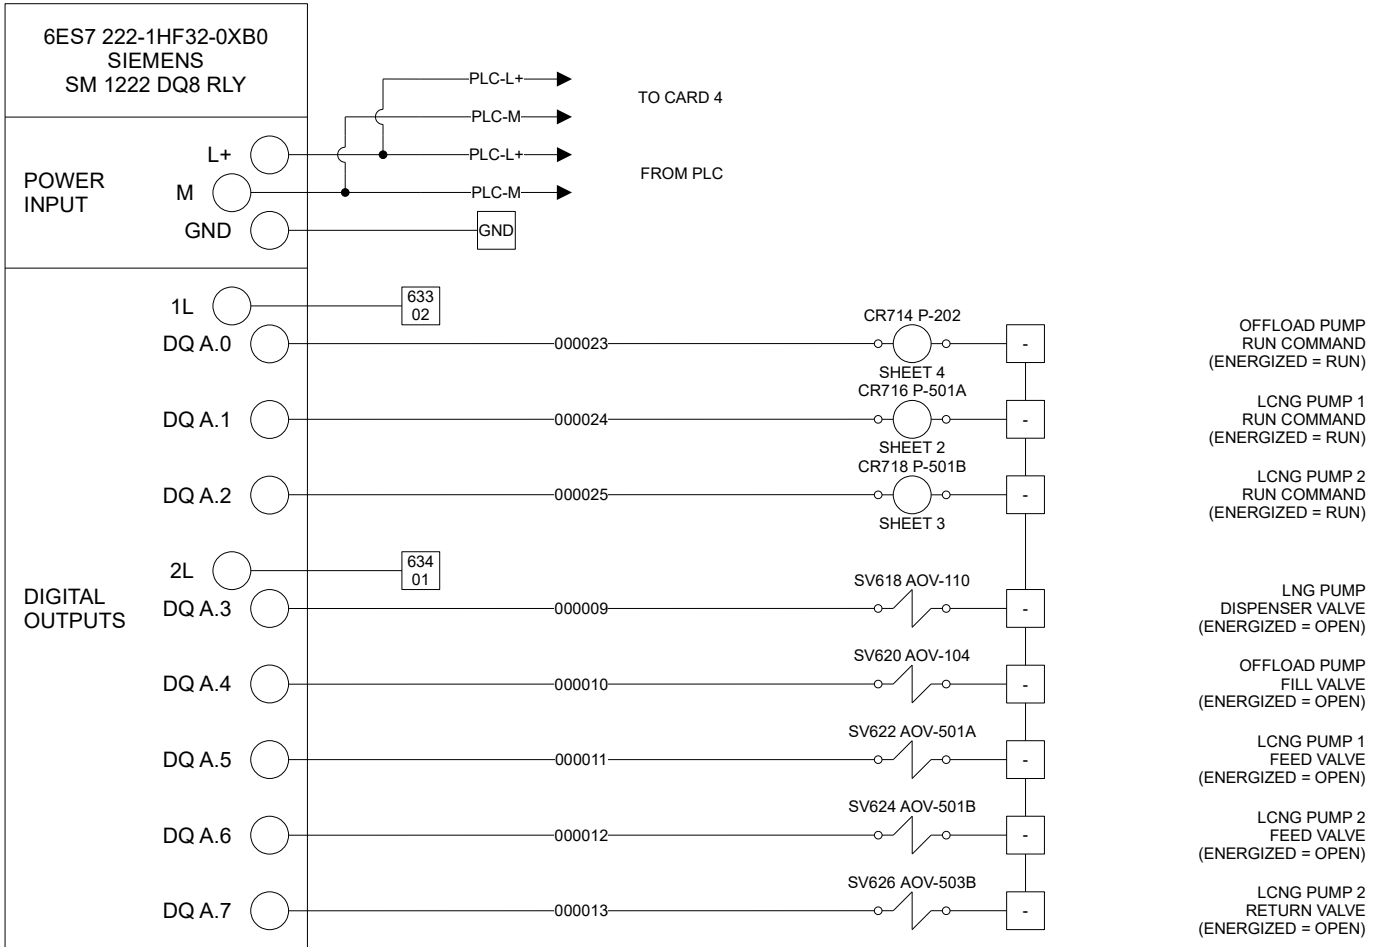 6ES7 222-1HF32-0XB0
SIEMENS
SM 1222 DQ8 RLY
PLC-L+
TO CARD 4
PLC-M
POWER
INPUT
L+
PLC-L+
FROM PLC
M
PLC-M
GND
GND
1L
633
02
DQ A.0
000023
CR714 P-202
SHEET 4
-
OFFLOAD PUMP
RUN COMMAND
(ENERGIZED = RUN)
DQ A.1
000024
CR716 P-501A
SHEET 2
-
LCNG PUMP 1
RUN COMMAND
(ENERGIZED = RUN)
DQ A.2
000025
CR718 P-501B
SHEET 3
-
LCNG PUMP 2
RUN COMMAND
(ENERGIZED = RUN)
2L
634
01
DIGITAL
OUTPUTS
DQ A.3
000009
SV618 AOV-110
-
LNG PUMP
DISPENSER VALVE
(ENERGIZED = OPEN)
DQ A.4
000010
SV620 AOV-104
-
OFFLOAD PUMP
FILL VALVE
(ENERGIZED = OPEN)
DQ A.5
000011
SV622 AOV-501A
-
LCNG PUMP 1
FEED VALVE
(ENERGIZED = OPEN)
DQ A.6
000012
SV624 AOV-501B
-
LCNG PUMP 2
FEED VALVE
(ENERGIZED = OPEN)
DQ A.7
000013
SV626 AOV-503B
-
LCNG PUMP 2
RETURN VALVE
(ENERGIZED = OPEN)